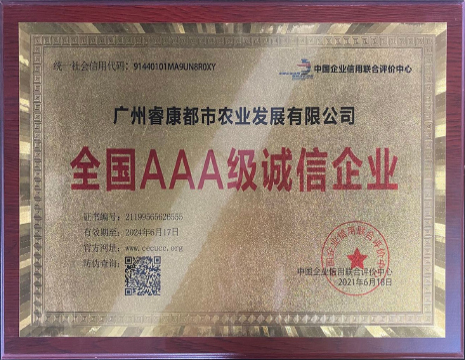 统一社会信用代码：91440101MA9UN8R0XY
中国企业信用联合评价中心
广州睿康都市农业发展有限公司
全国AAA级诚信企业
证书编号：21199565626555
有效期至：2024年6月17日
官方网址：www.cecucc.org
防伪查询：
中国企业信用联合评价中心
2021年6月18日